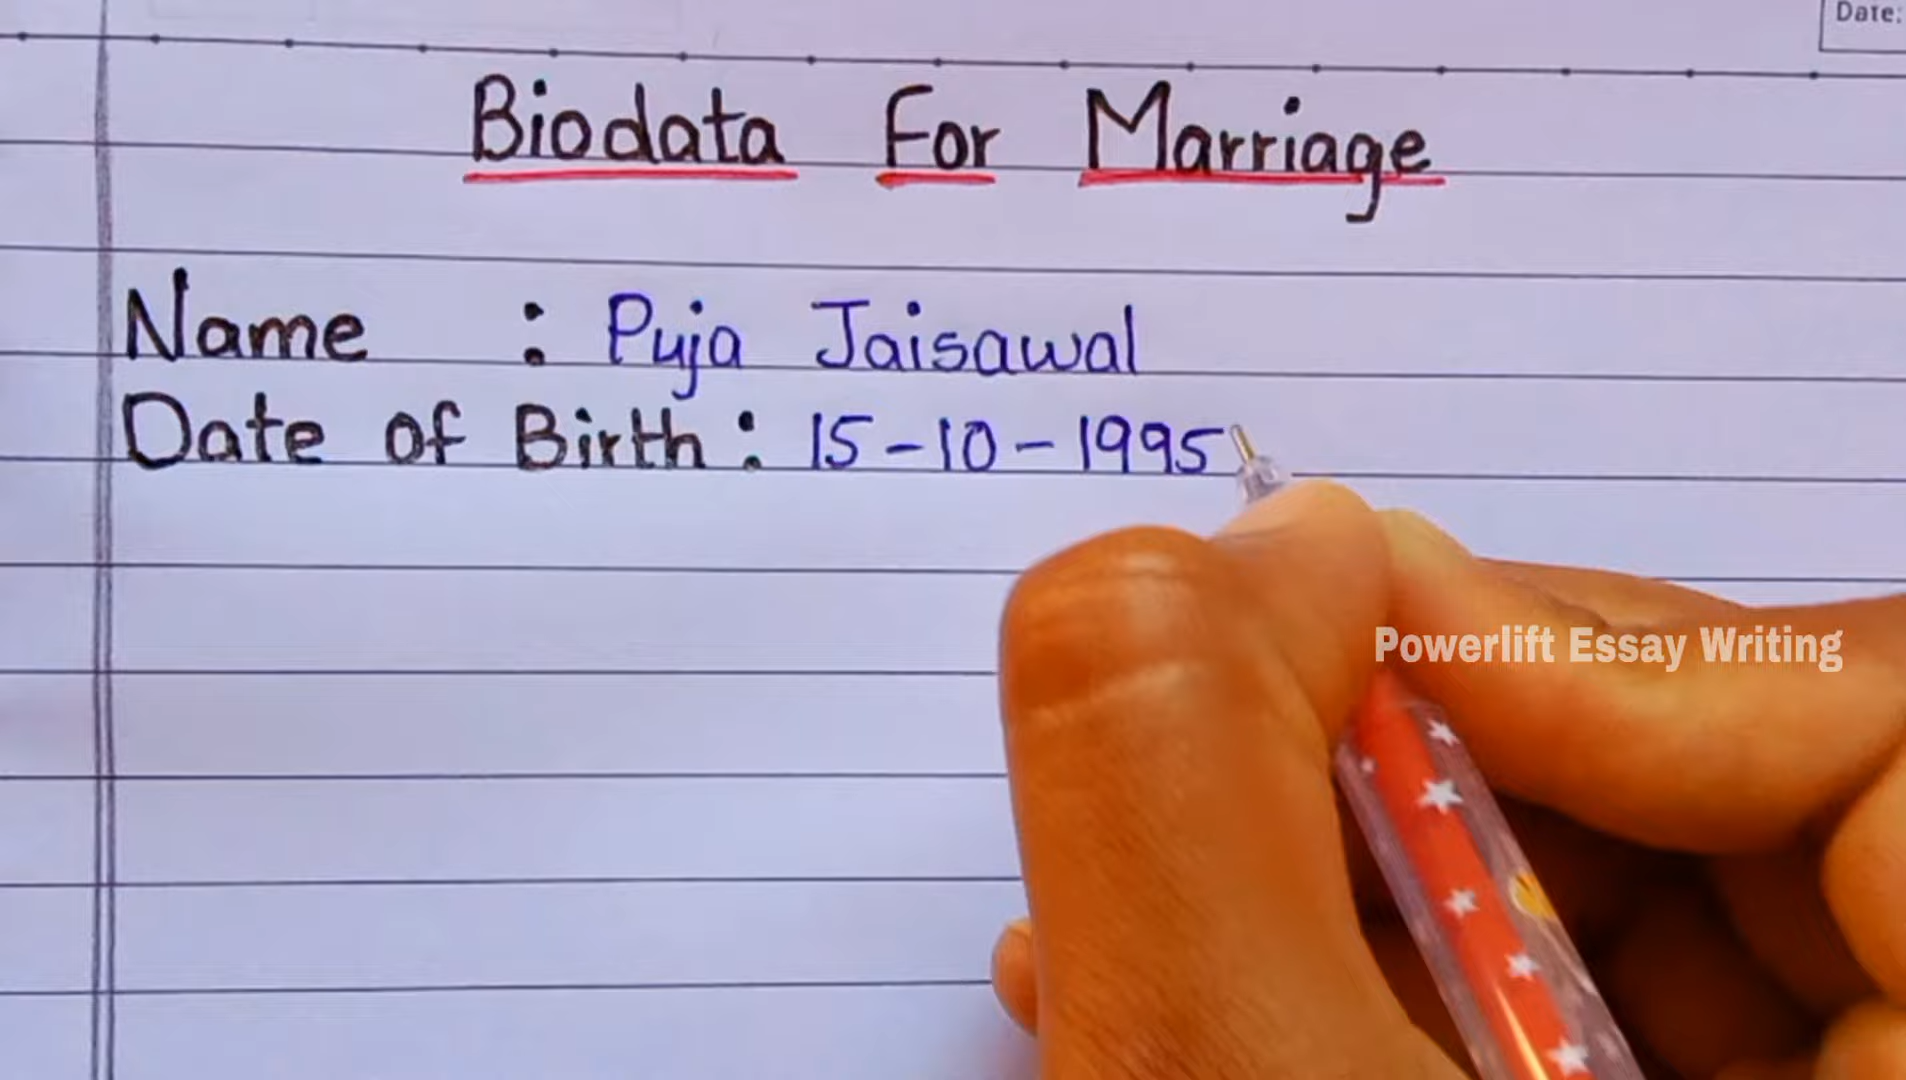 Date:
Biodata For Marriage
Name : Puja Jaisawal
Date of Birth : 15-10-1995
Powerlift Essay Writing